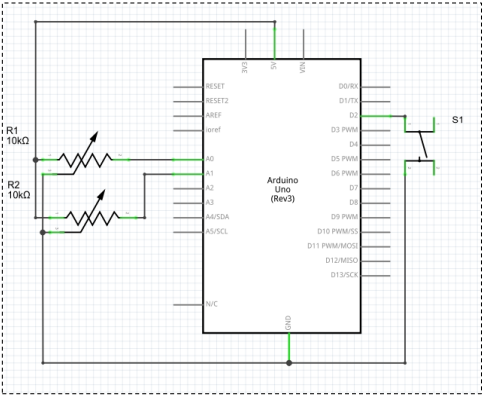 3V3
5V
VIN
RESET
RESET2
AREF
ioref
A0
A1
A2
A3
A4/SDA
A5/SCL
N/C
D0/RX
D1/TX
D2
D3 PWM
D4
D5 PWM
D6 PWM
D7
D8
D9 PWM
D10 PWM/SS
D11 PWM/MOSI
D12/MISO
D13/SCK
GND
Arduino
Uno
(Rev3)
R1
10kΩ
R2
10kΩ
S1